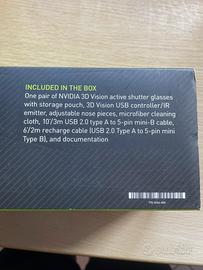 INCLUDED IN THE BOX
One pair of NVIDIA 3D Vision active shutter glasses
with storage pouch, 3D Vision USB controller/IR
emitter, adjustable nose pieces, microfiber cleaning
cloth, 10'/3m USB 2.0 type A to 5-pin mini-B cable,
6'/2m recharge cable (USB 2.0 Type A to 5-pin mini
Type B), and documentation